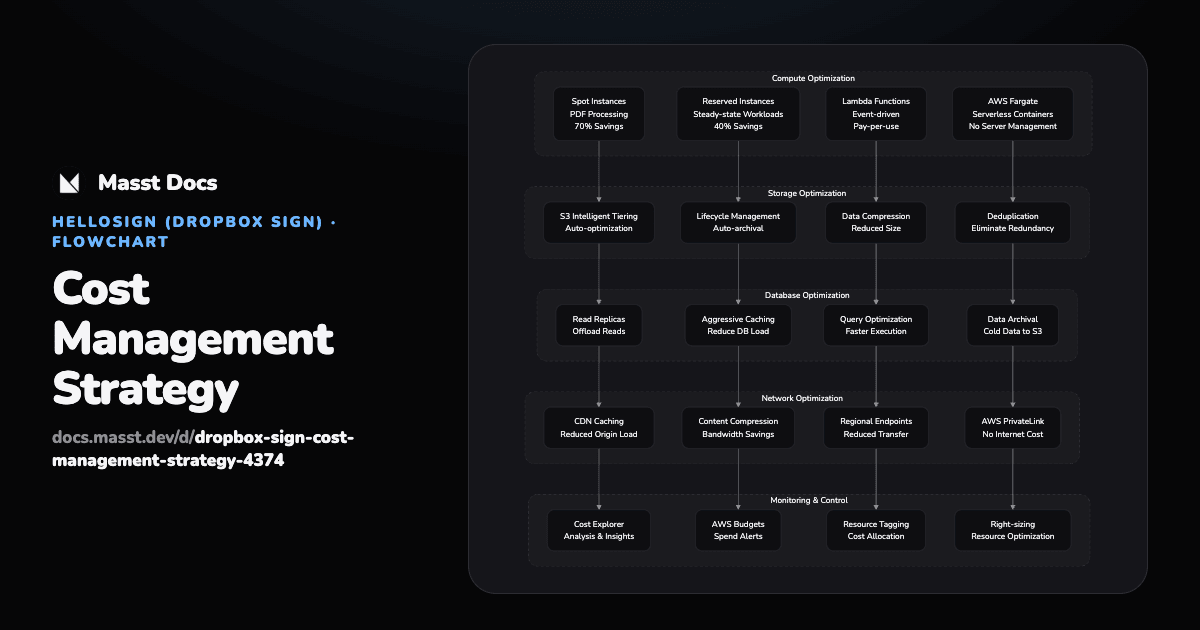 Masst Docs
HELLOSIGN (DROPBOX SIGN) ·
FLOWCHART
Cost
Management
Strategy
docs.masst.dev/d/dropbox-sign-cost-
management-strategy-4374
Compute Optimization
Spot Instances
PDF Processing
70% Savings
Reserved Instances
Steady-state Workloads
40% Savings
Lambda Functions
Event-driven
Pay-per-use
AWS Fargate
Serverless Containers
No Server Management
Storage Optimization
S3 Intelligent Tiering
Auto-optimization
Lifecycle Management
Auto-archival
Data Compression
Reduced Size
Deduplication
Eliminate Redundancy
Database Optimization
Read Replicas
Offload Reads
Aggressive Caching
Reduce DB Load
Query Optimization
Faster Execution
Data Archival
Cold Data to S3
Network Optimization
CDN Caching
Reduced Origin Load
Content Compression
Bandwidth Savings
Regional Endpoints
Reduced Transfer
AWS PrivateLink
No Internet Cost
Monitoring & Control
Cost Explorer
Analysis & Insights
AWS Budgets
Spend Alerts
Resource Tagging
Cost Allocation
Right-sizing
Resource Optimization